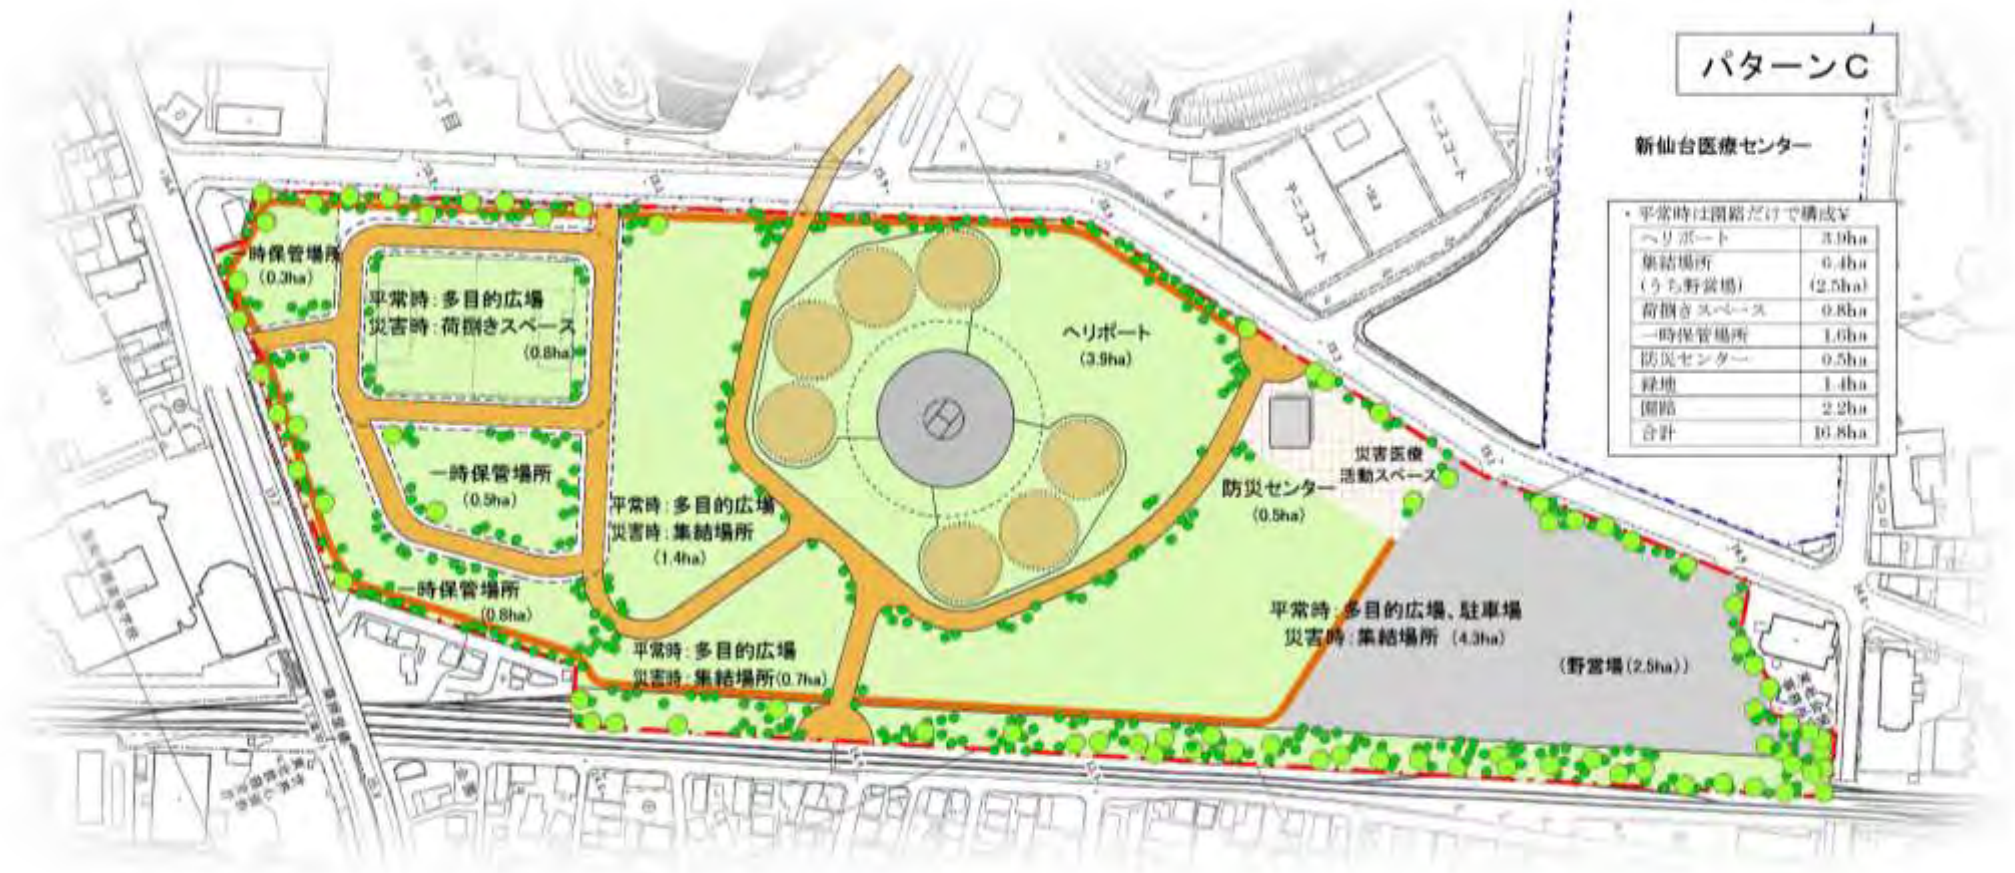 パターンC
新仙台医療センター
・平常時は園路だけで構成¥
ヘリポート 3.9ha
集結場所 6.4ha
(うち野営場) (2.5ha)
荷捌きスペース 0.8ha
一時保管場所 1.6ha
防災センター 0.5ha
緑地 1.4ha
園路 2.2ha
合計 16.8ha
テニスコート
テニスコート
一時保管場所
(0.3ha)
平常時:多目的広場
災害時:荷捌きスペース
(0.8ha)
ヘリポート
(3.9ha)
一時保管場所
(0.5ha)
平常時:多目的広場
災害時:集結場所
(1.4ha)
災害医療
活動スペース
防災センター
(0.5ha)
一時保管場所
(0.8ha)
平常時:多目的広場
災害時:集結場所(0.7ha)
平常時:多目的広場、駐車場
災害時:集結場所 (4.3ha)
(野営場(2.5ha))